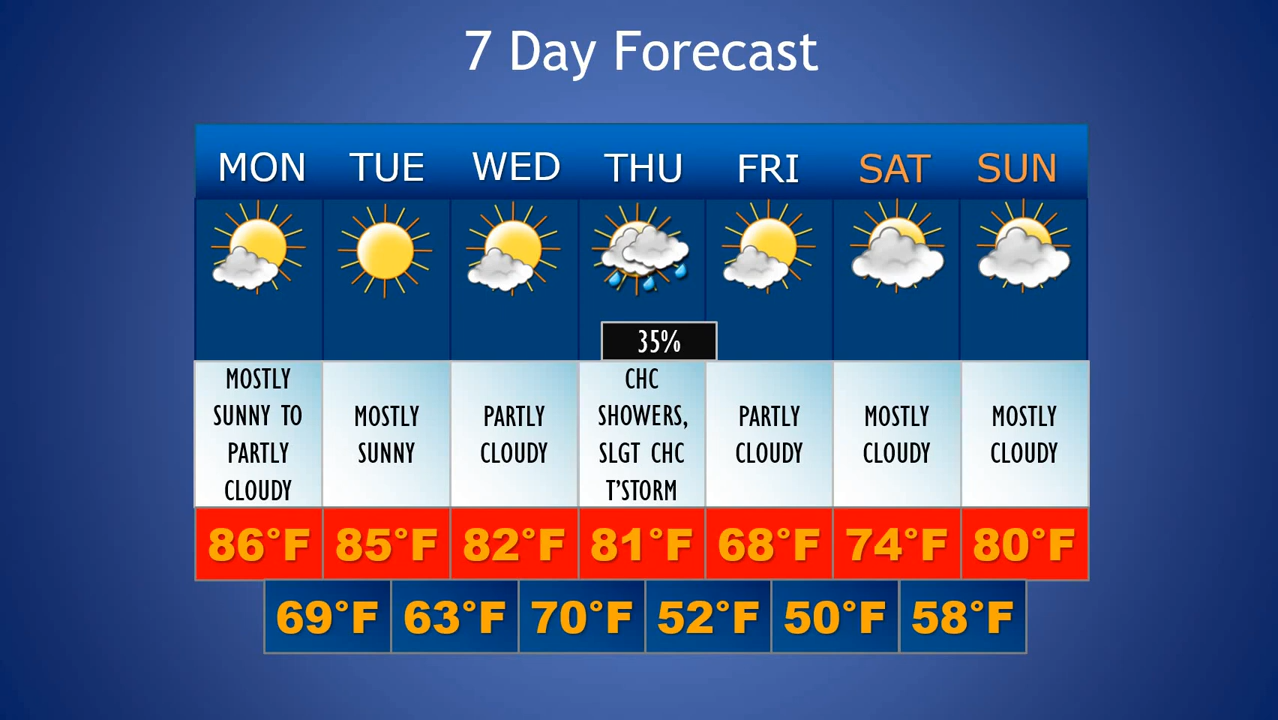 7 Day Forecast
MON TUE WED THU FRI SAT SUN
35%
MOSTLY
SUNNY TO
PARTLY
CLOUDY
MOSTLY
SUNNY
PARTLY
CLOUDY
CHC
SHOWERS,
SLGT CHC
T'STORM
PARTLY
CLOUDY
MOSTLY
CLOUDY
MOSTLY
CLOUDY
86°F 85°F 82°F 81°F 68°F 74°F 80°F
69°F 63°F 70°F 52°F 50°F 58°F